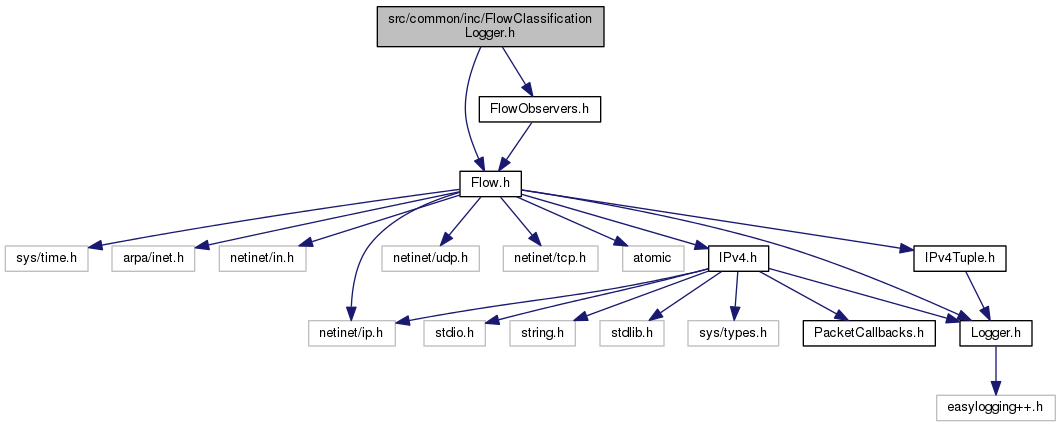 src/common/inc/FlowClassification
Logger.h
FlowObservers.h
Flow.h
sys/time.h
arpa/inet.h
netinet/in.h
netinet/udp.h
netinet/tcp.h
atomic
IPv4.h
IPv4Tuple.h
netinet/ip.h
stdio.h
string.h
stdlib.h
sys/types.h
PacketCallbacks.h
Logger.h
easylogging++.h